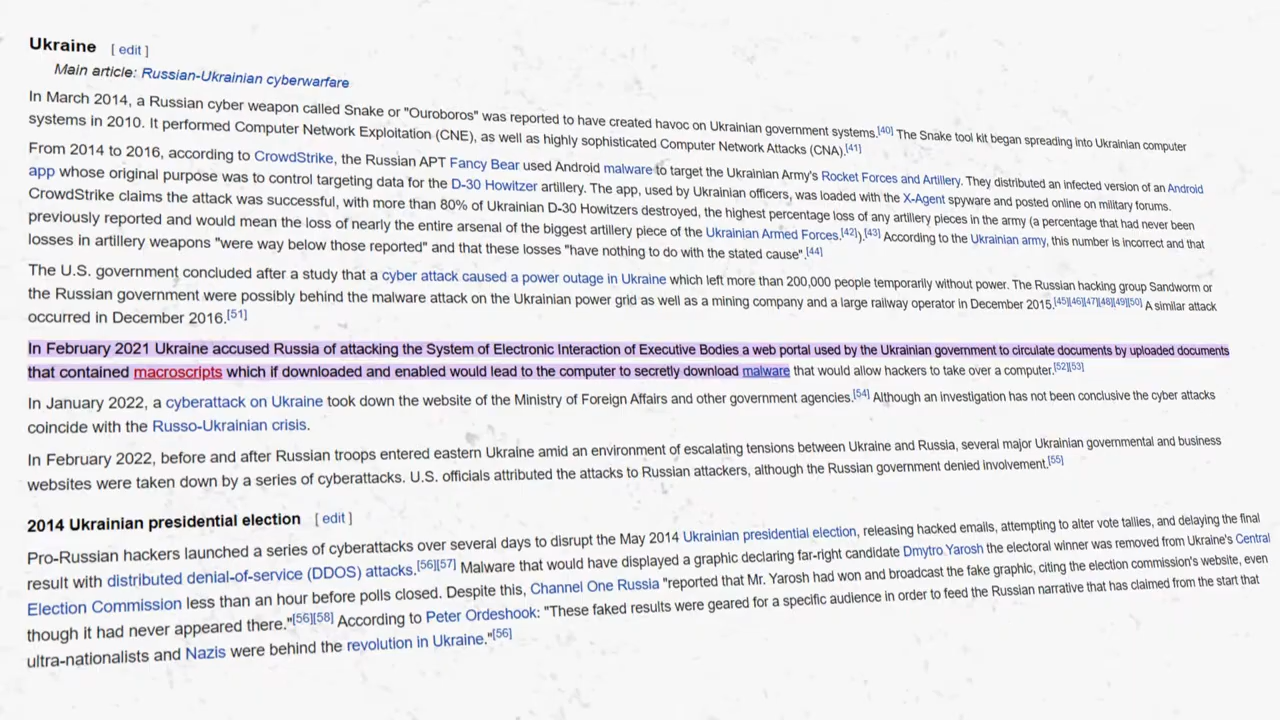 Ukraine [ edit ]
Main article: Russian-Ukrainian cyberwarfare
In March 2014, a Russian cyber weapon called Snake or "Ouroboros" was reported to have created havoc on Ukrainian government systems.[40] The Snake tool kit began spreading into Ukrainian computer
systems in 2010. It performed Computer Network Exploitation (CNE), as well as highly sophisticated Computer Network Attacks (CNA).[41]
From 2014 to 2016, according to CrowdStrike, the Russian APT Fancy Bear used Android malware to target the Ukrainian Army's Rocket Forces and Artillery. They distributed an infected version of an Android
app whose original purpose was to control targeting data for the D-30 Howitzer artillery. The app, used by Ukrainian officers, was loaded with the X-Agent spyware and posted online on military forums.
CrowdStrike claims the attack was successful, with more than 80% of Ukrainian D-30 Howitzers destroyed, the highest percentage loss of any artillery pieces in the army (a percentage that had never been
previously reported and would mean the loss of nearly the entire arsenal of the biggest artillery piece of the Ukrainian Armed Forces.[42]).[43] According to the Ukrainian army, this number is incorrect and that
losses in artillery weapons "were way below those reported" and that these losses "have nothing to do with the stated cause".[44]
The U.S. government concluded after a study that a cyber attack caused a power outage in Ukraine which left more than 200,000 people temporarily without power. The Russian hacking group Sandworm or
the Russian government were possibly behind the malware attack on the Ukrainian power grid as well as a mining company and a large railway operator in December 2015.[45][46][47][48][49][50] A similar attack
occurred in December 2016.[51]
In February 2021 Ukraine accused Russia of attacking the System of Electronic Interaction of Executive Bodies a web portal used by the Ukrainian government to circulate documents by uploaded documents
that contained macroscripts which if downloaded and enabled would lead to the computer to secretly download malware that would allow hackers to take over a computer.[52][53]
In January 2022, a cyberattack on Ukraine took down the website of the Ministry of Foreign Affairs and other government agencies.[54] Although an investigation has not been conclusive the cyber attacks
coincide with the Russo-Ukrainian crisis.
In February 2022, before and after Russian troops entered eastern Ukraine amid an environment of escalating tensions between Ukraine and Russia, several major Ukrainian governmental and business
websites were taken down by a series of cyberattacks. U.S. officials attributed the attacks to Russian attackers, although the Russian government denied involvement.[55]
2014 Ukrainian presidential election [ edit ]
Pro-Russian hackers launched a series of cyberattacks over several days to disrupt the May 2014 Ukrainian presidential election, releasing hacked emails, attempting to alter vote tallies, and delaying the final
result with distributed denial-of-service (DDOS) attacks.[56][57] Malware that would have displayed a graphic declaring far-right candidate Dmytro Yarosh the electoral winner was removed from Ukraine's Central
Election Commission less than an hour before polls closed. Despite this, Channel One Russia "reported that Mr. Yarosh had won and broadcast the fake graphic, citing the election commission's website, even
though it had never appeared there."[56][58] According to Peter Ordeshook: "These faked results were geared for a specific audience in order to feed the Russian narrative that has claimed from the start that
ultra-nationalists and Nazis were behind the revolution in Ukraine."[56]